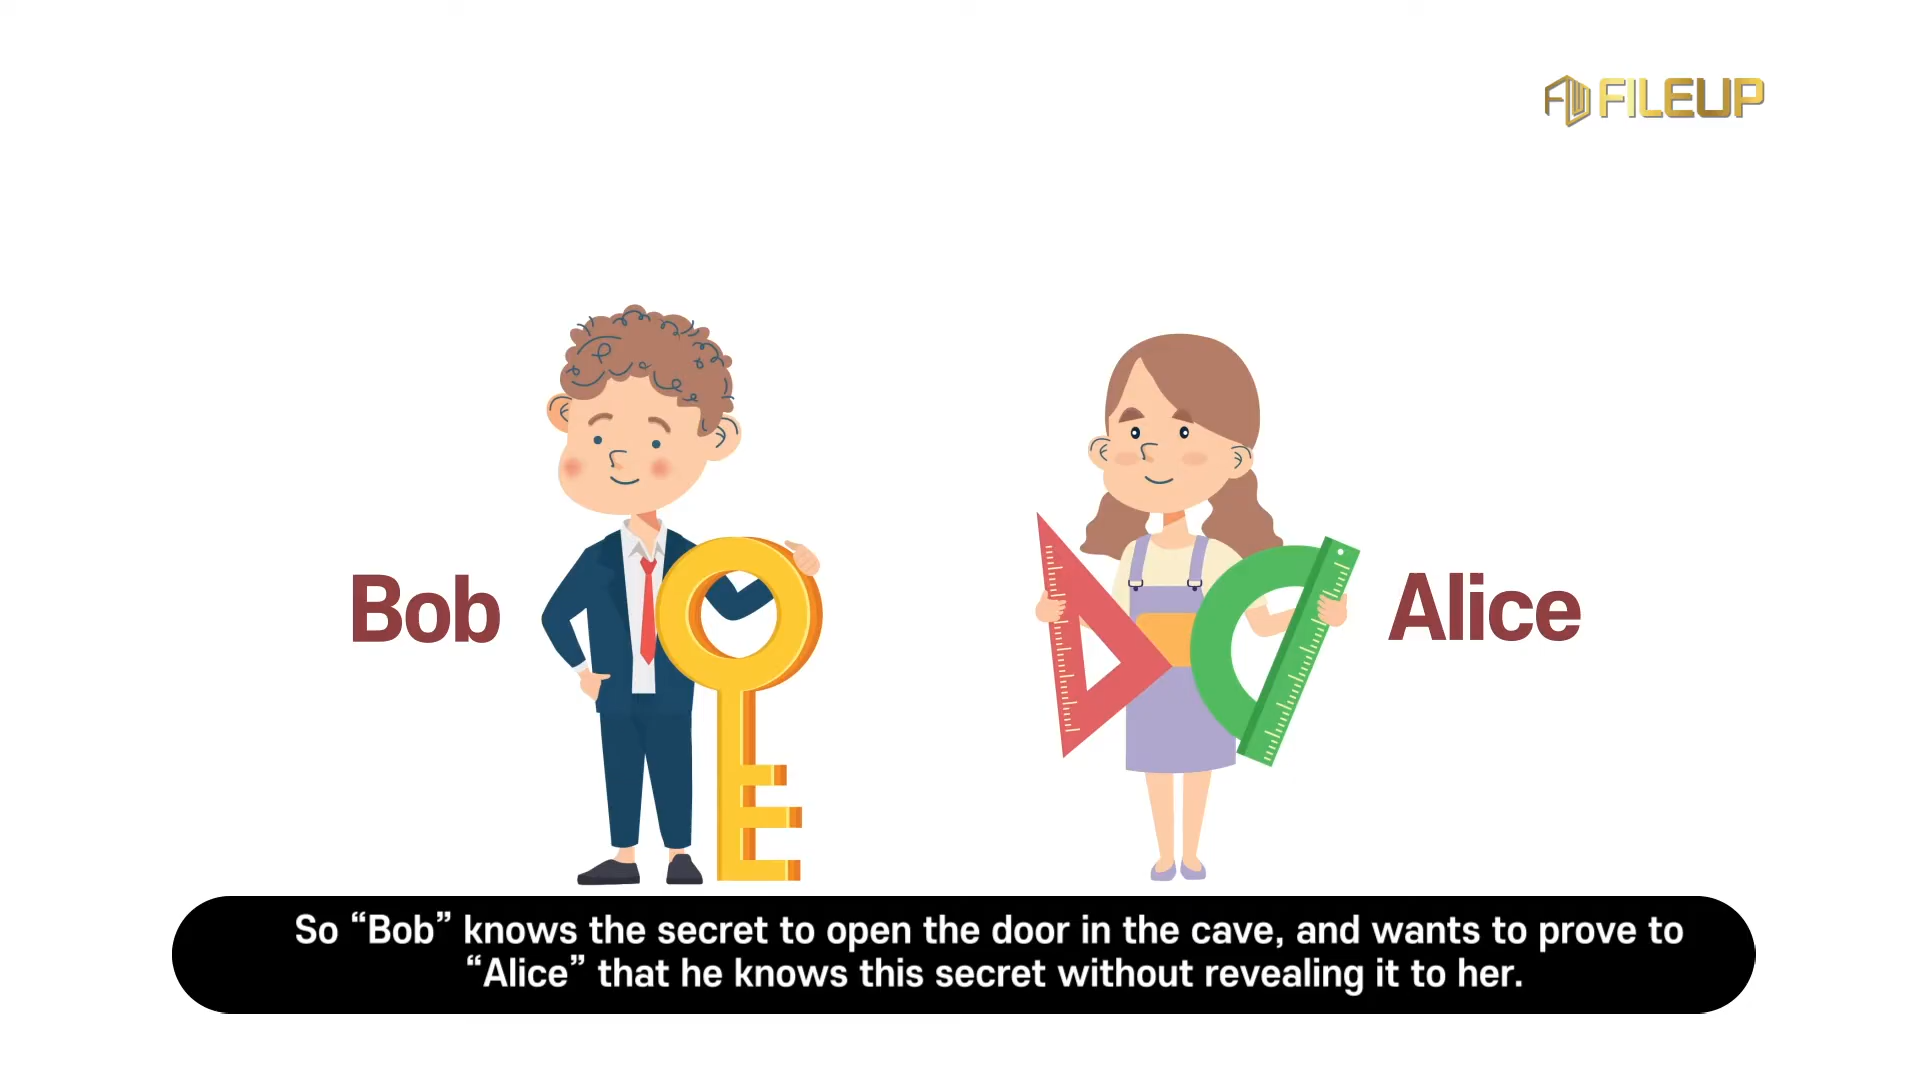 FILEUP
Bob
Alice
So “Bob” knows the secret to open the door in the cave, and wants to prove to
“Alice” that he knows this secret without revealing it to her.